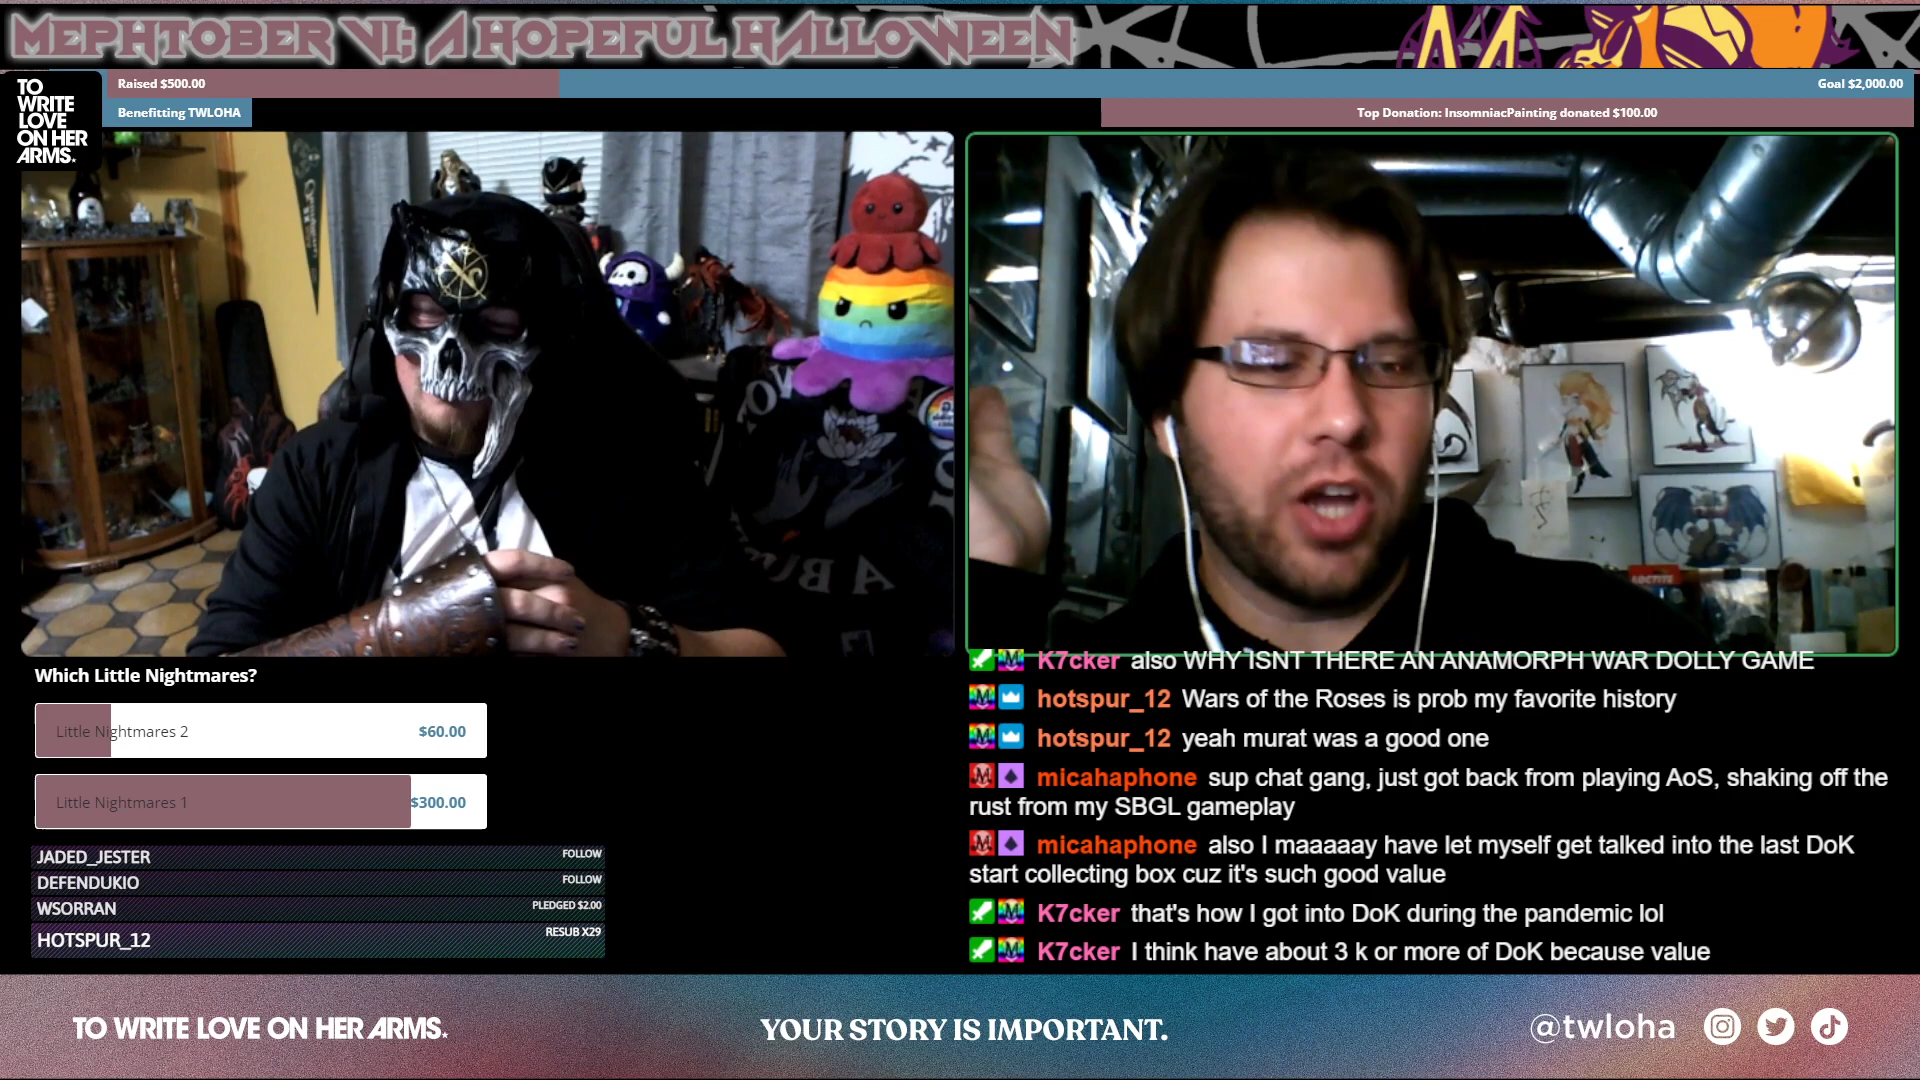 MEPHTOBER VI: A HOPEFUL HALLOWEEN
TO
WRITE
LOVE
ON HER
ARMS.
Raised $500.00
Goal $2,000.00
Benefitting TWLOHA
Top Donation: InsomniacPainting donated $100.00
LOCTITE
Which Little Nightmares?
Little Nightmares 2
$60.00
Little Nightmares 1
$300.00
JADED_JESTER
FOLLOW
DEFENDUKIO
FOLLOW
WSORRAN
PLEDGED $2.00
HOTSPUR_12
RESUB X29
K7cker also WHY ISNT THERE AN ANAMORPH WAR DOLLY GAME
hotspur_12 Wars of the Roses is prob my favorite history
hotspur_12 yeah murat was a good one
micahaphone sup chat gang, just got back from playing AoS, shaking off the
rust from my SBGL gameplay
micahaphone also I maaaaay have let myself get talked into the last DoK
start collecting box cuz it's such good value
K7cker that's how I got into DoK during the pandemic lol
K7cker I think have about 3 k or more of DoK because value
TO WRITE LOVE ON HER ARMS.
YOUR STORY IS IMPORTANT.
@twloha